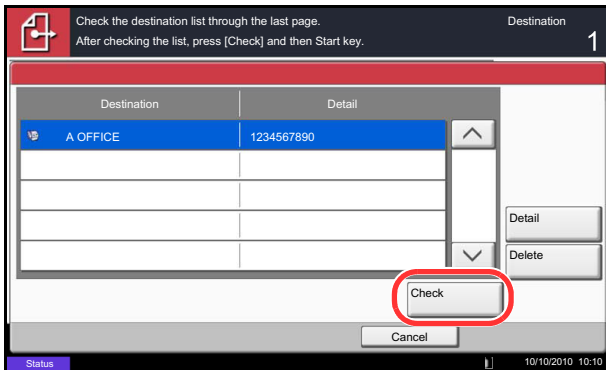 Check the destination list through the last page.
After checking the list, press [Check] and then Start key.
Destination
1
Destination Detail
A OFFICE 1234567890
Detail
Delete
Check
Cancel
Status 10/10/2010 10:10